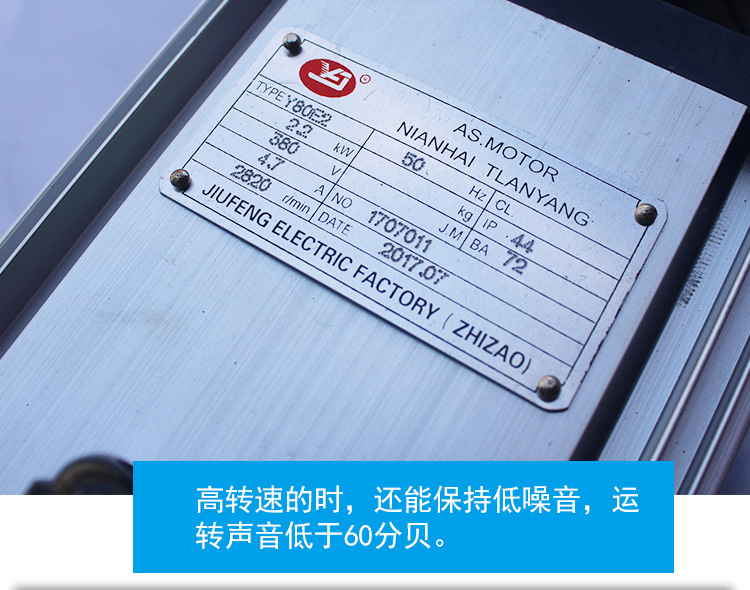 AS.MOTOR
NIANHAI TLANYANG
TYPE Y80E2
2.2 kW 50 Hz CL.
380 V kg IP 44
4.7 A NO 1707011 J M BA 72
2820 r/min DATE 2017.07
JIUFENG ELECTRIC FACTORY (ZHIZAO)
高转速的时，还能保持低噪音，运
转声音低于60分贝。